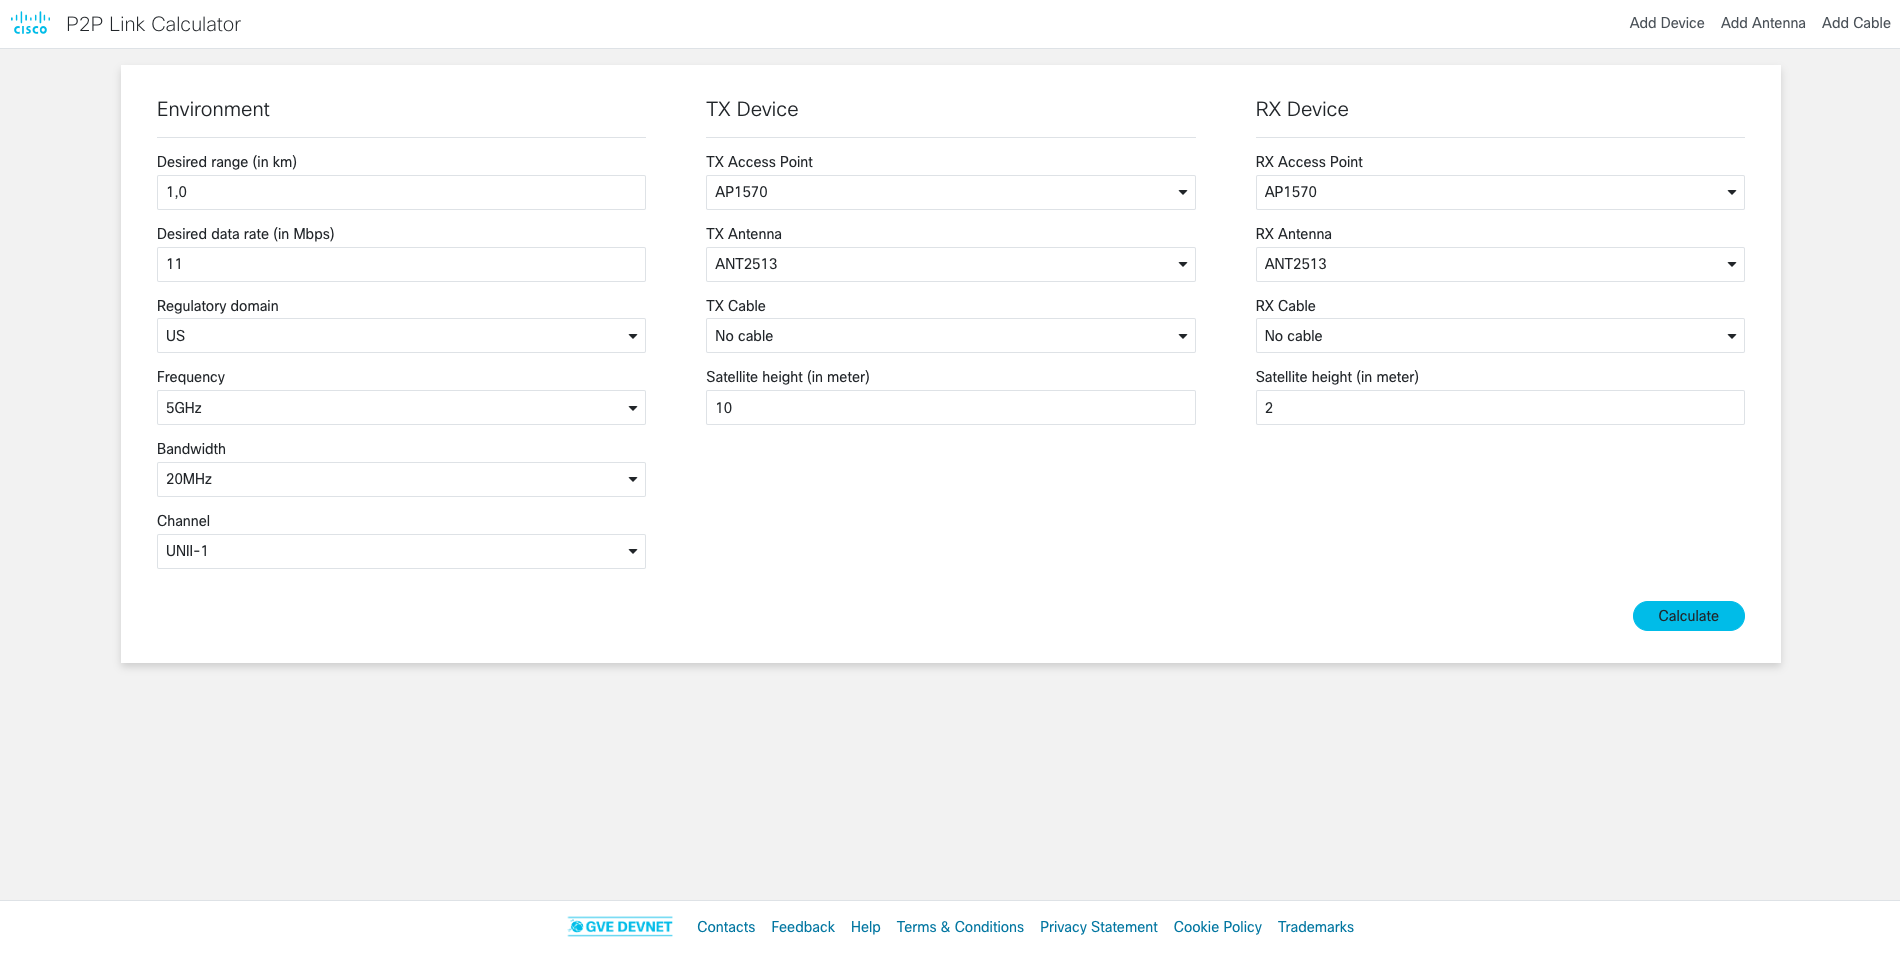 CISCO
P2P Link Calculator
Add Device
Add Antenna
Add Cable
Environment
Desired range (in km)
1,0
Desired data rate (in Mbps)
11
Regulatory domain
US
Frequency
5GHz
Bandwidth
20MHz
Channel
UNII-1
TX Device
TX Access Point
AP1570
TX Antenna
ANT2513
TX Cable
No cable
Satellite height (in meter)
10
RX Device
RX Access Point
AP1570
RX Antenna
ANT2513
RX Cable
No cable
Satellite height (in meter)
2
Calculate
GVE DEVNET
Contacts
Feedback
Help
Terms & Conditions
Privacy Statement
Cookie Policy
Trademarks